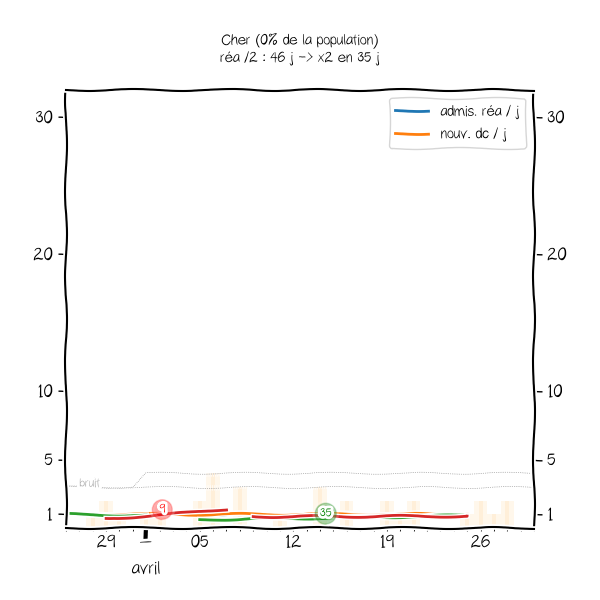 Cher (0% de la population)
réa /2 : 46 j -> x2 en 35 j
admis. réa / j
nouv. dc / j
30 30
20 20
10 10
5 5
bruit
1 9 35 1
29 05 12 19 26
avril